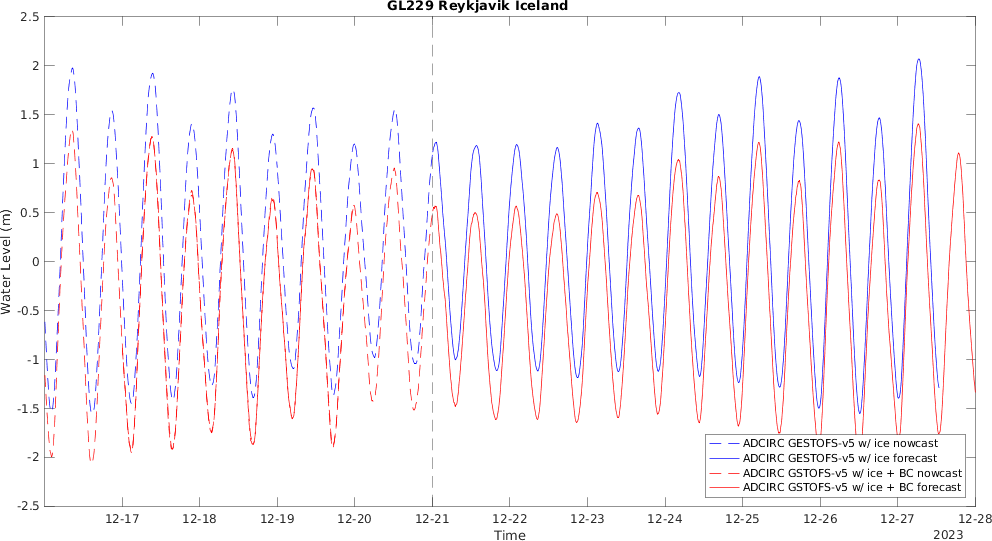 GL229 Reykjavik Iceland
2.5
2
1.5
1
0.5
0
-0.5
-1
-1.5
-2
-2.5
Water Level (m)
ADCIRC GESTOFS-v5 w/ ice nowcast
ADCIRC GESTOFS-v5 w/ ice forecast
ADCIRC GSTOFS-v5 w/ ice + BC nowcast
ADCIRC GSTOFS-v5 w/ ice + BC forecast
12-17 12-18 12-19 12-20 12-21 12-22 12-23 12-24 12-25 12-26 12-27 12-28
Time
2023